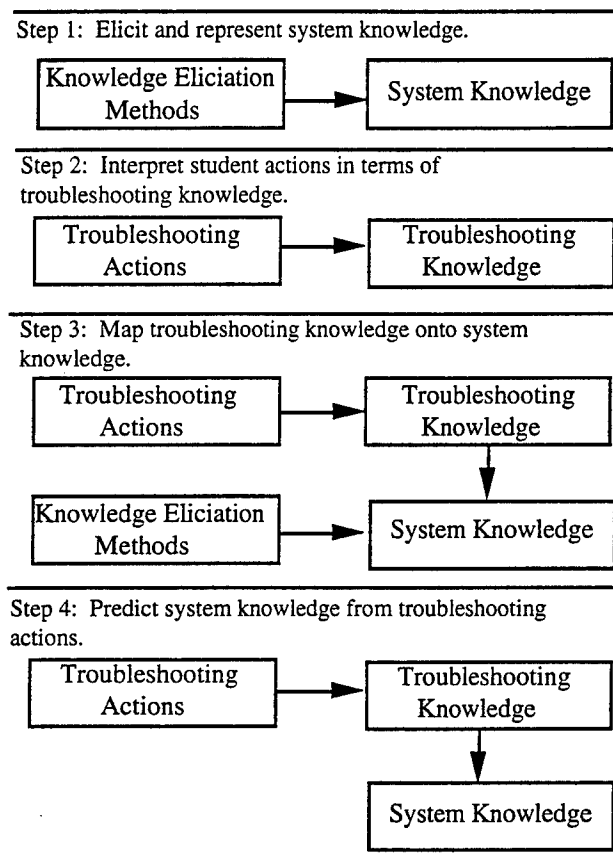 Step 1: Elicit and represent system knowledge.
Knowledge Eliciation
Methods
System Knowledge
Step 2: Interpret student actions in terms of
troubleshooting knowledge.
Troubleshooting
Actions
Troubleshooting
Knowledge
Step 3: Map troubleshooting knowledge onto system
knowledge.
Troubleshooting
Actions
Troubleshooting
Knowledge
Knowledge Eliciation
Methods
System Knowledge
Step 4: Predict system knowledge from troubleshooting
actions.
Troubleshooting
Actions
Troubleshooting
Knowledge
System Knowledge